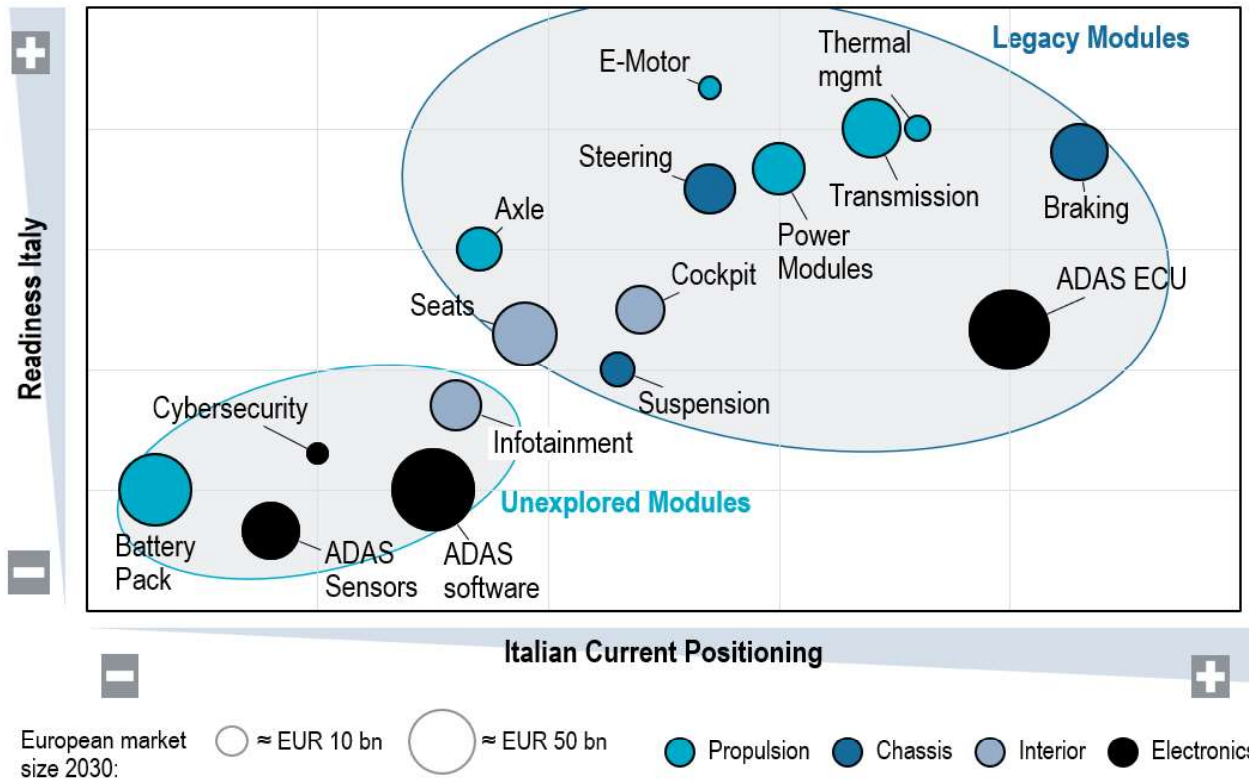 Legacy Modules
E-Motor
Thermal
mgmt
Steering
Transmission
Braking
Axle
Power
Modules
Cockpit
ADAS ECU
Seats
Suspension
Cybersecurity
Infotainment
Unexplored Modules
Battery
Pack
ADAS
Sensors
ADAS
software
Readiness Italy
Italian Current Positioning
European market
size 2030:
≈ EUR 10 bn
≈ EUR 50 bn
Propulsion
Chassis
Interior
Electronics